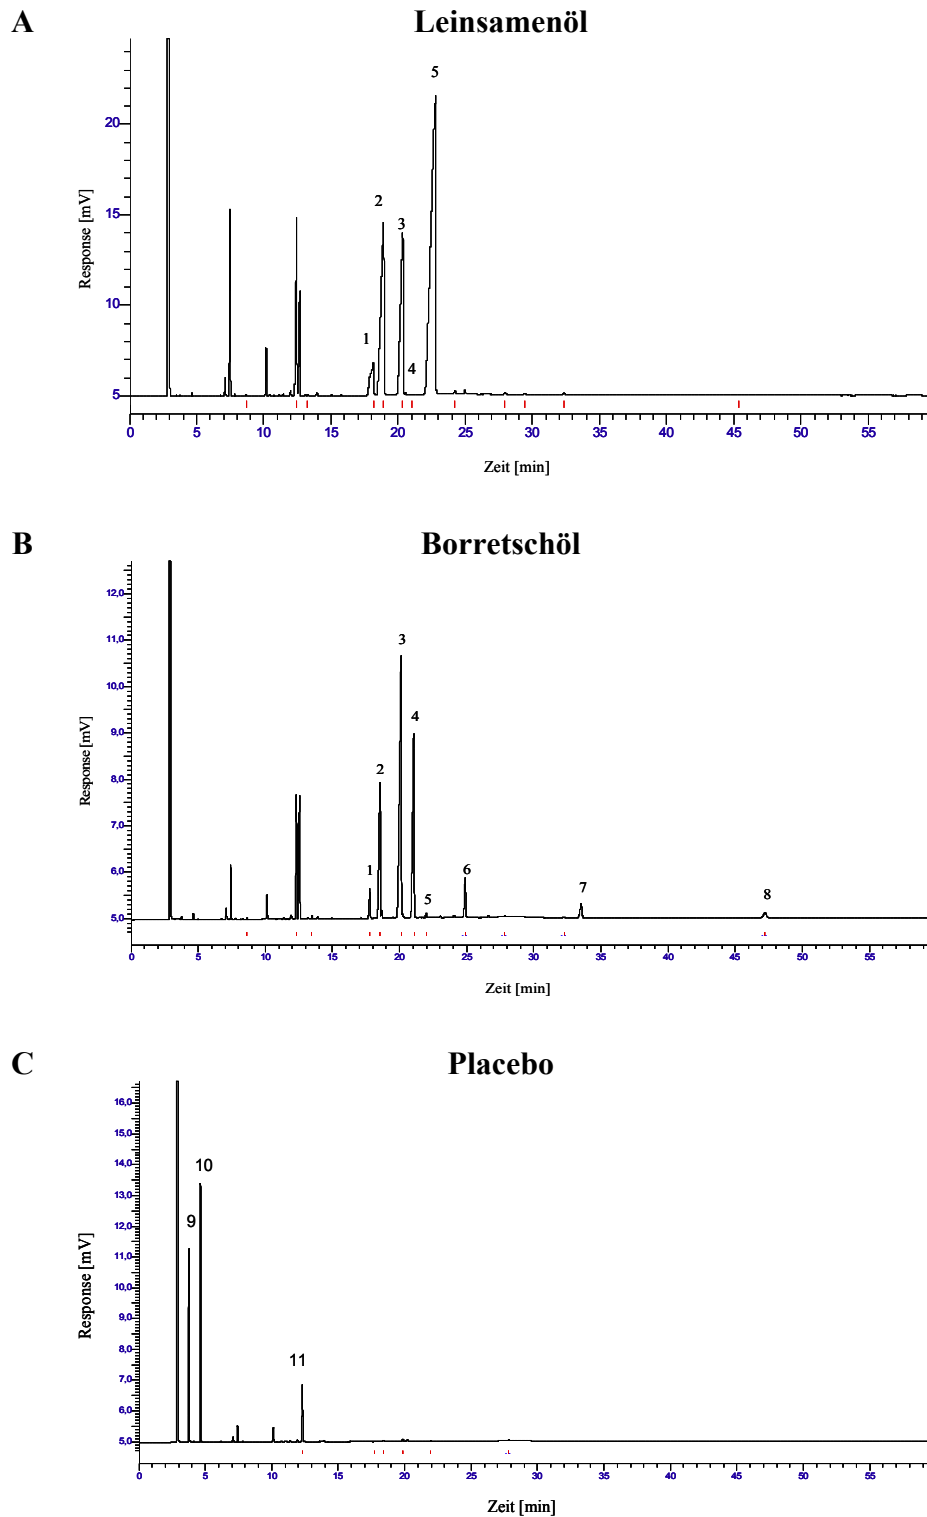 A Leinsamenöl
5
20
2
15
3
Response [mV]
10
1
4
5
0 5 10 15 20 25 30 35 40 45 50 55
Zeit [min]
B Borretschöl
12,0
11,0
3
10,0
9,0
4
8,0
2
Response [mV]
7,0
6,0
1 5 6 7 8
5,0
0 5 10 15 20 25 30 35 40 45 50 55
Zeit [min]
C Placebo
16,0
15,0
14,0
10
13,0
12,0
9
11,0
10,0
Response [mV]
9,0
8,0
11
7,0
6,0
5,0
0 5 10 15 20 25 30 35 40 45 50 55
Zeit [min]